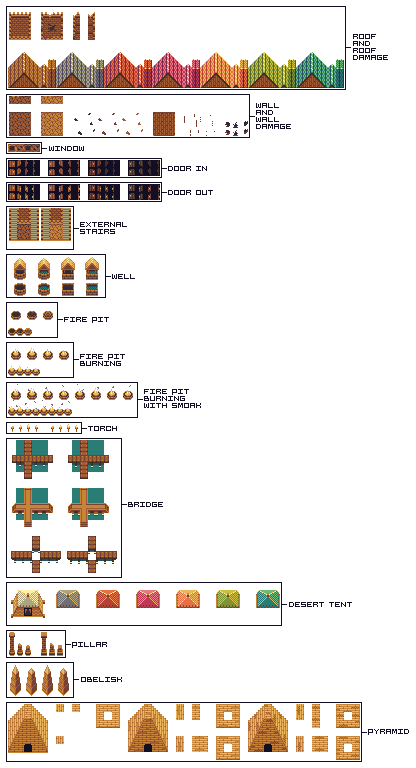 ROOF
AND
ROOF
DAMAGE
WALL
AND
WALL
DAMAGE
WINDOW
DOOR IN
DOOR OUT
EXTERNAL
STAIRS
WELL
FIRE PIT
FIRE PIT
BURNING
FIRE PIT
BURNING
WITH SMOAK
TORCH
BRIDGE
DESERT TENT
PILLAR
OBELISK
PYRAMID